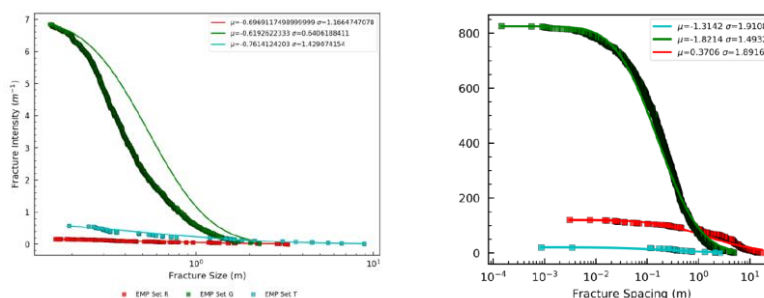 μ=-0.6969117498999999 σ=1.1664747078
μ=-0.6192622333 σ=0.6406188411
μ=-0.7614124203 σ=1.429874154
Fracture Intensity (m⁻¹)
7
6
5
4
3
2
1
0
10⁰
10¹
Fracture Size (m)
EMP Set R EMP Set G EMP Set T
μ=-1.3142 σ=1.9108
μ=-1.8214 σ=1.4932
μ=0.3706 σ=1.8916
800
600
400
200
0
10⁻⁴ 10⁻³ 10⁻² 10⁻¹ 10⁰ 10¹
Fracture Spacing (m)